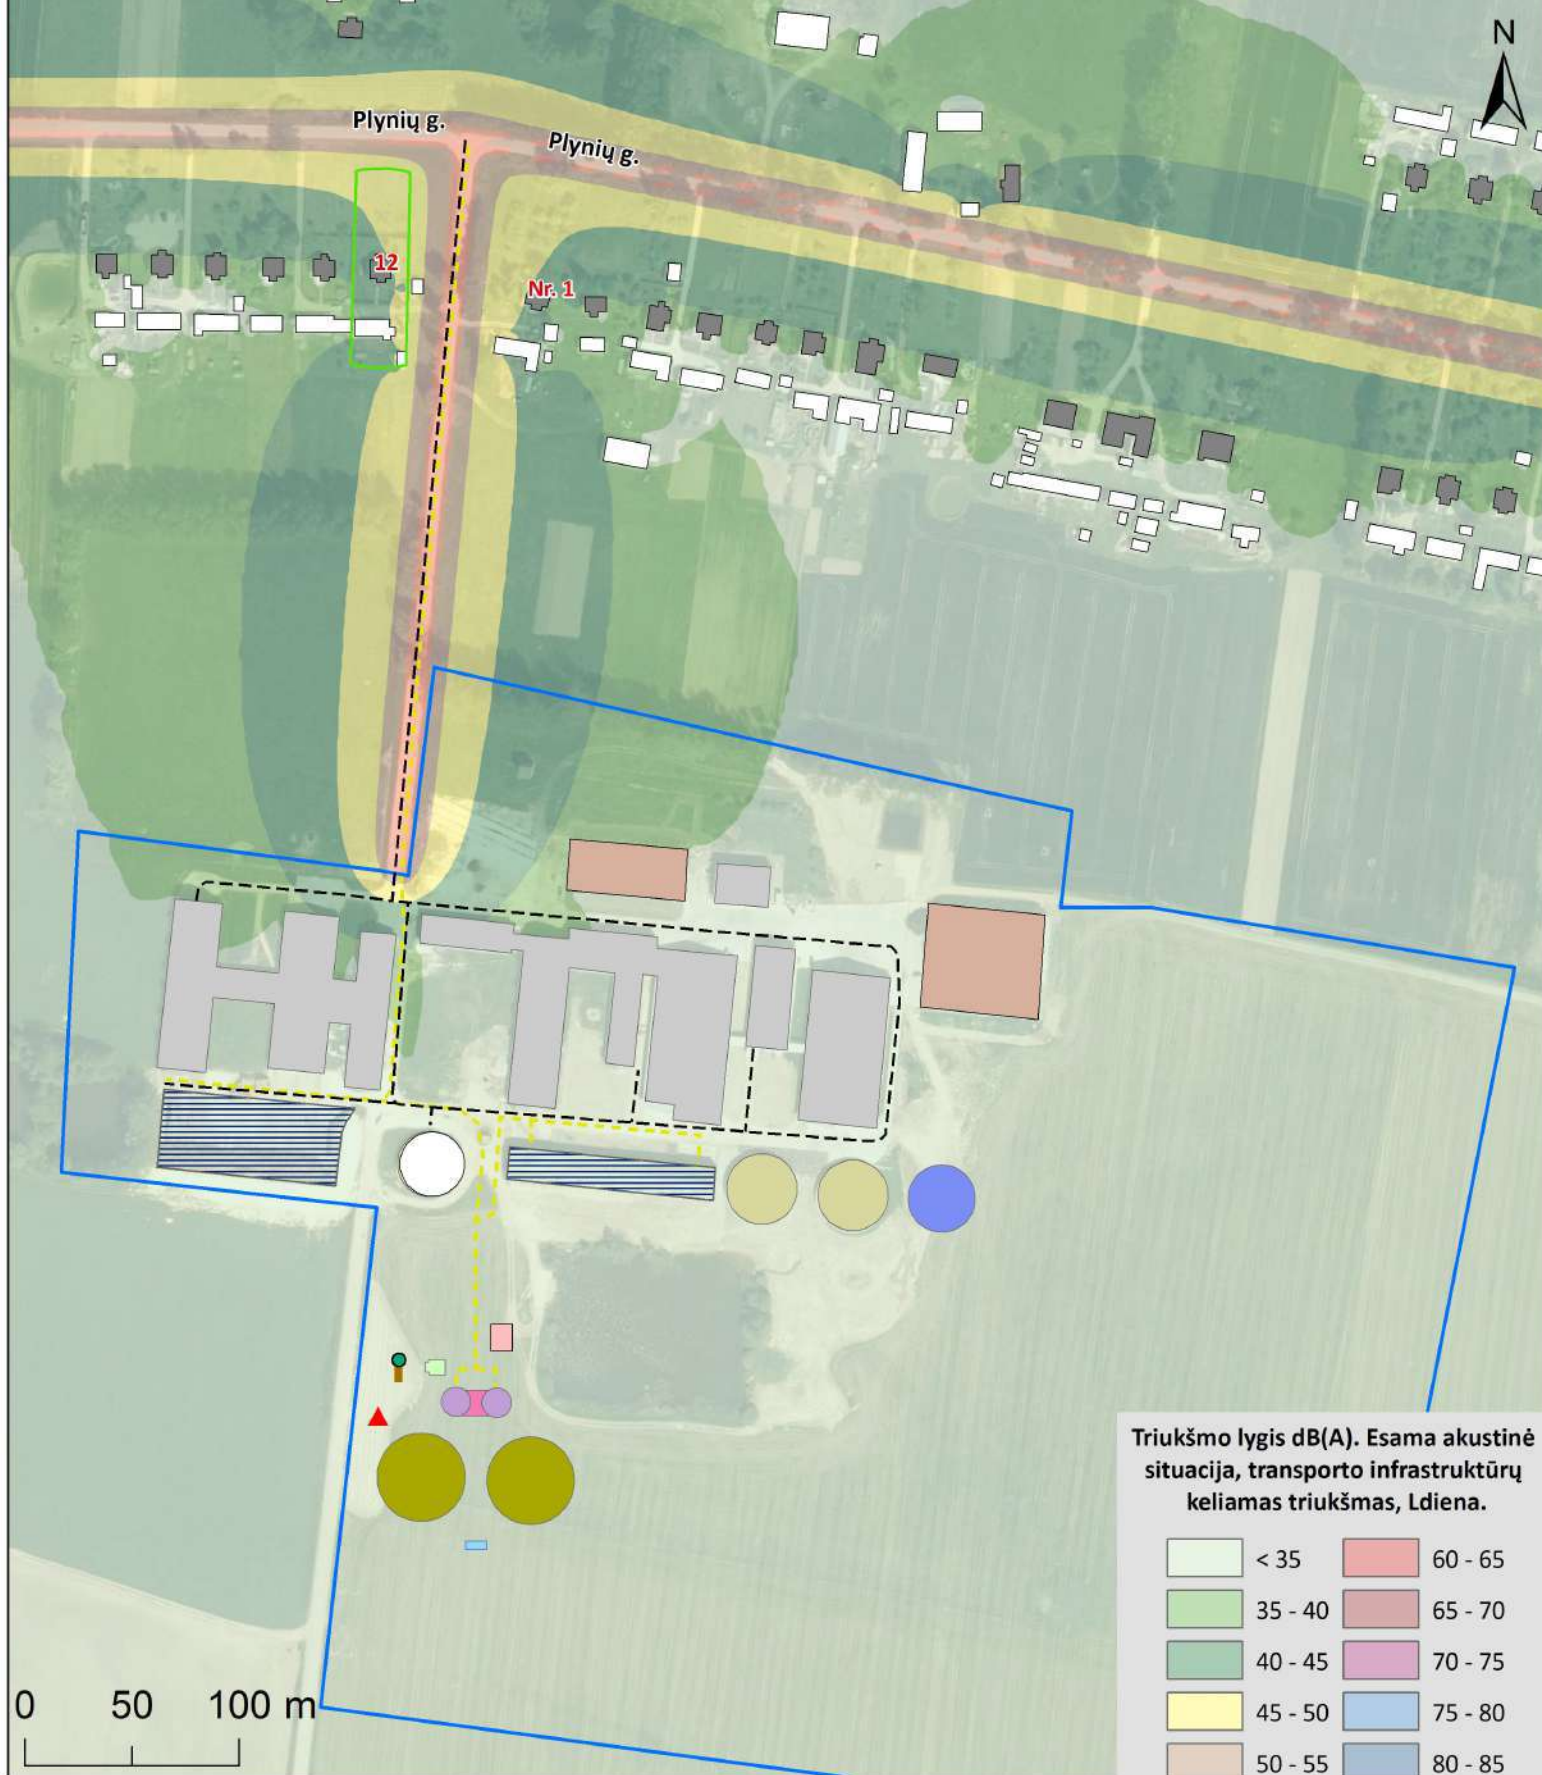 N
Plynių g.
Plynių g.
12
Nr. 1
Triukšmo lygis dB(A). Esama akustinė
situacija, transporto infrastruktūrų
keliamas triukšmas, Ldiena.
< 35 60 - 65
35 - 40 65 - 70
40 - 45 70 - 75
45 - 50 75 - 80
50 - 55 80 - 85
0 50 100 m